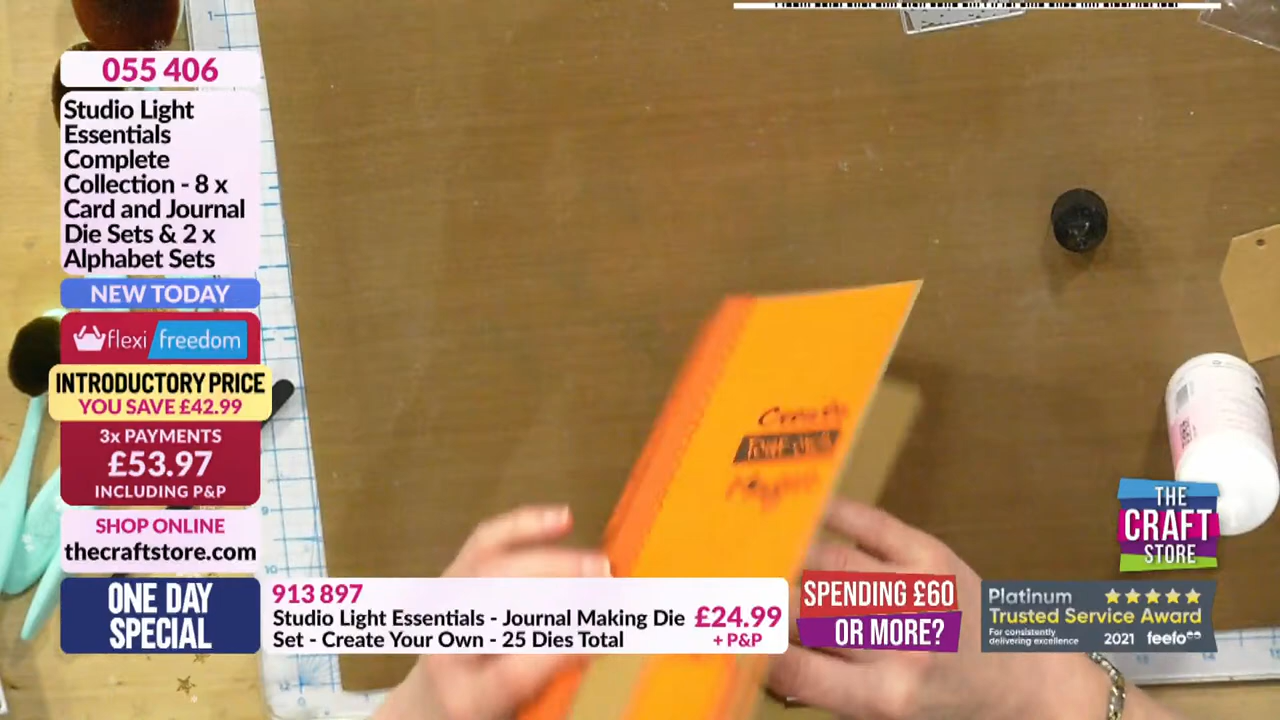 055 406
Studio Light
Essentials
Complete
Collection - 8 x
Card and Journal
Die Sets & 2 x
Alphabet Sets
NEW TODAY
flexi freedom
INTRODUCTORY PRICE
YOU SAVE £42.99
3x PAYMENTS
£53.97
INCLUDING P&P
SHOP ONLINE
thecraftstore.com
ONE DAY
SPECIAL
913 897
Studio Light Essentials - Journal Making Die
Set - Create Your Own - 25 Dies Total
£24.99
+ P&P
SPENDING £60
OR MORE?
THE
CRAFT
STORE
Platinum
Trusted Service Award
For consistently
delivering excellence
2021 feefo